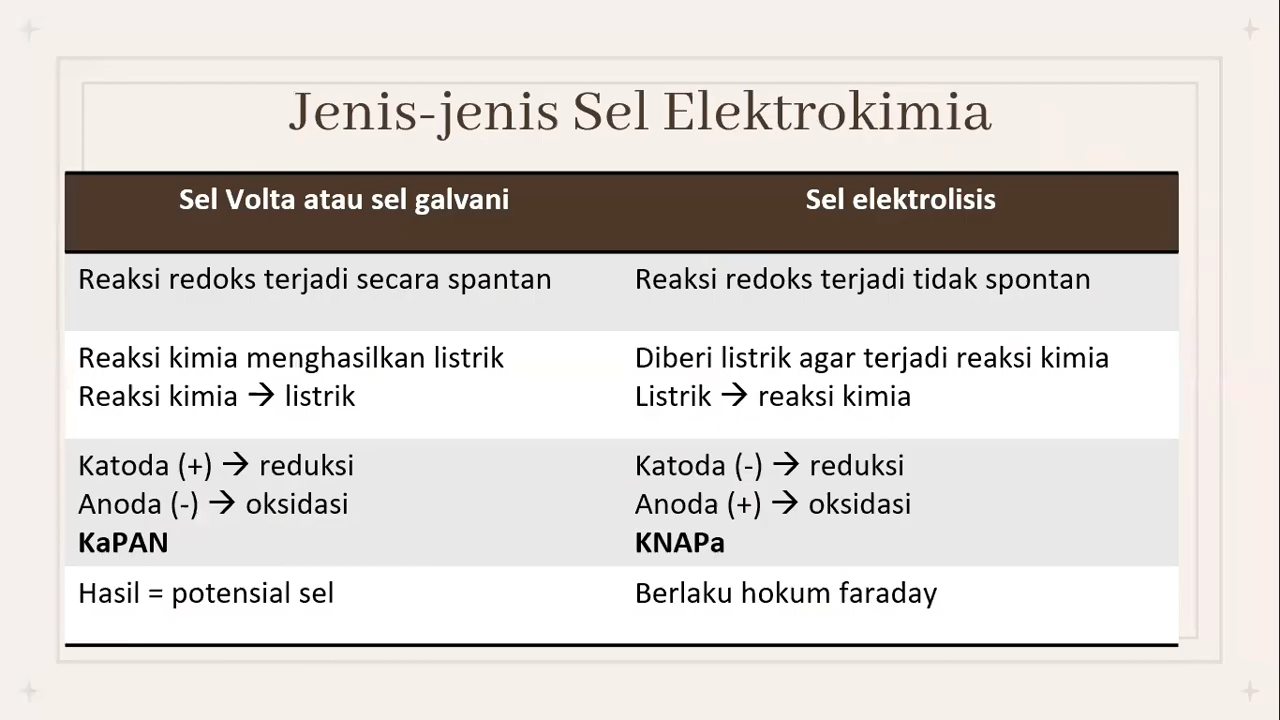 Jenis-jenis Sel Elektrokimia
Sel Volta atau sel galvani
Sel elektrolisis
Reaksi redoks terjadi secara spantan
Reaksi redoks terjadi tidak spontan
Reaksi kimia menghasilkan listrik
Reaksi kimia → listrik
Diberi listrik agar terjadi reaksi kimia
Listrik → reaksi kimia
Katoda (+) → reduksi
Anoda (-) → oksidasi
KaPAN
Katoda (-) → reduksi
Anoda (+) → oksidasi
KNAPa
Hasil = potensial sel
Berlaku hokum faraday